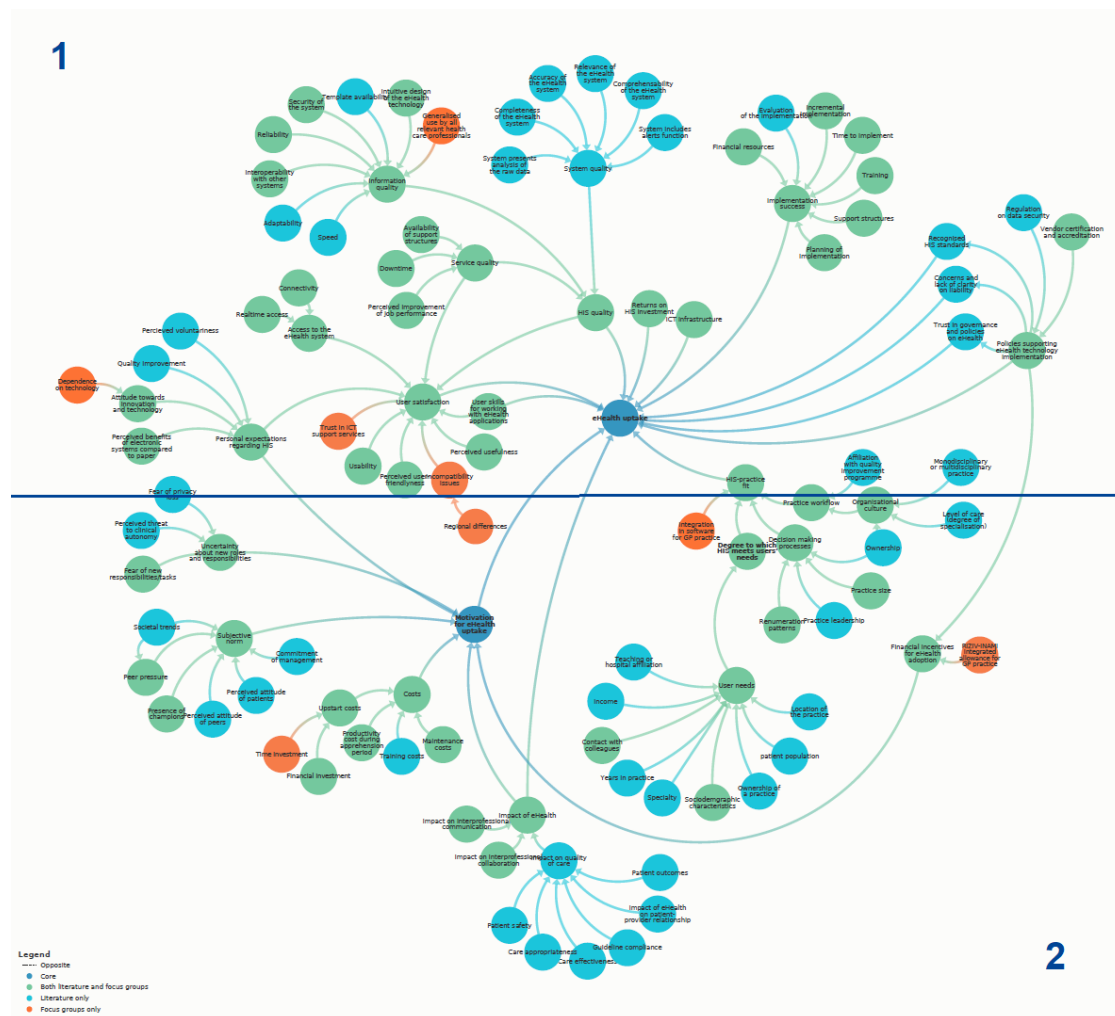 1
Accuracy of
the eHealth
system
Relevance of
the eHealth
system
Comprehensability
of the eHealth
system
Completeness
of the eHealth
system
System includes
alerts function
System presents
analysis of
the raw data
System quality
Template availability
Intuitive design
of the eHealth
technology
Security of
the system
Generalised
use by all
relevant health
care professionals
Reliability
Interoperability
with other
systems
Information
quality
Adaptability
Speed
Evaluation
of the implementation
Incremental
implementation
Time to implement
Financial resources
Training
Implementation
success
Support structures
Planning of
implementation
Regulation
on data security
Vendor certification
and accreditation
Recognised
HIS standards
Concerns and
lack of clarity
on liability
Trust in governance
and policies
on eHealth
Policies supporting
eHealth technology
implementation
Availability
of support
structures
Downtime
Service quality
Perceived improvement
of job performance
Connectivity
Realtime access
Access to the
eHealth system
HIS quality
Returns on
HIS investment
ICT infrastructure
Percieved voluntariness
Quality improvement
Dependence
on technology
Attitude towards
innovation
and technology
Perceived benefits
of electronic
systems compared
to paper
Personal expectations
regarding HIS
User satisfaction
User skills
for working
with eHealth
applications
Trust in ICT
support services
Usability
Perceived user
friendlyness
Incompatibility
issues
Perceived usefulness
Regional differences
eHealth uptake
Affiliation
with quality
improvement
programme
Monodisciplinary
or multidisciplinary
practice
HIS-practice
fit
Practice workflow
Organisational
culture
Level of care
(degree of
specialisation)
Integration
in software
for GP practice
Degree to which
HIS meets users'
needs
Decision making
processes
Ownership
Practice size
Renumeration
patterns
Practice leadership
Fear of privacy
loss
Perceived threat
to clinical
autonomy
Uncertainty
about new roles
and responsibilities
Fear of new
responsibilities/tasks
Motivation
for eHealth
uptake
Societal trends
Subjective
norm
Commitment
of management
Peer pressure
Presence of
champions
Perceived attitude
of peers
Perceived attitude
of patients
Upstart costs
Costs
Time investment
Financial investment
Productivity
cost during
apprehension
period
Training costs
Maintenance
costs
Financial incentives
for eHealth
adoption
RIZIV-INAMI
integrated
allowance for
GP practice
Teaching or
hospital affiliation
User needs
Income
Location of
the practice
Contact with
colleagues
patient population
Years in practice
Specialty
Sociodemgraphic
characteristics
Ownership of
a practice
Impact of eHealth
Impact on interprofessional
communication
Impact on interprofessional
collaboration
Impact on quality
of care
Patient outcomes
Impact of eHealth
on patient-
provider relationship
Patient safety
Care appropriateness
Care effectiveness
Guideline compliance
Legend
Opposite
Core
Both literature and focus groups
Literature only
Focus groups only
2